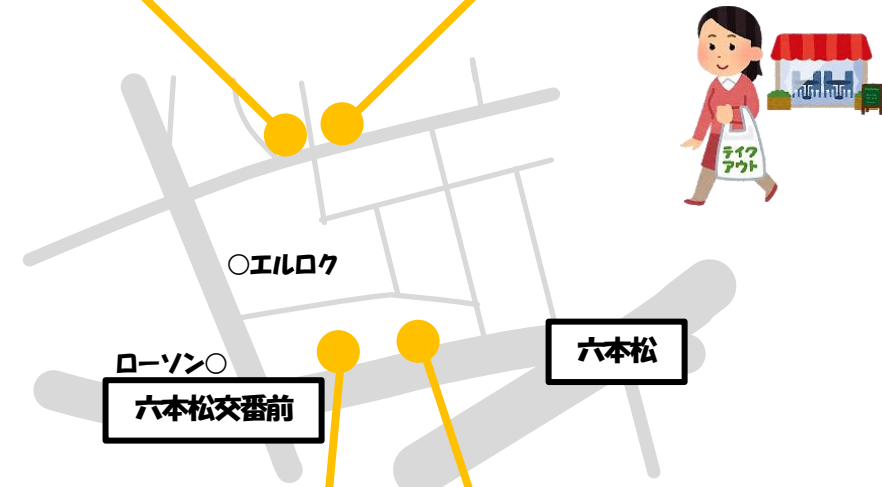 テイク
アウト
○エルロク
六本松
ローソン○
六本松交番前